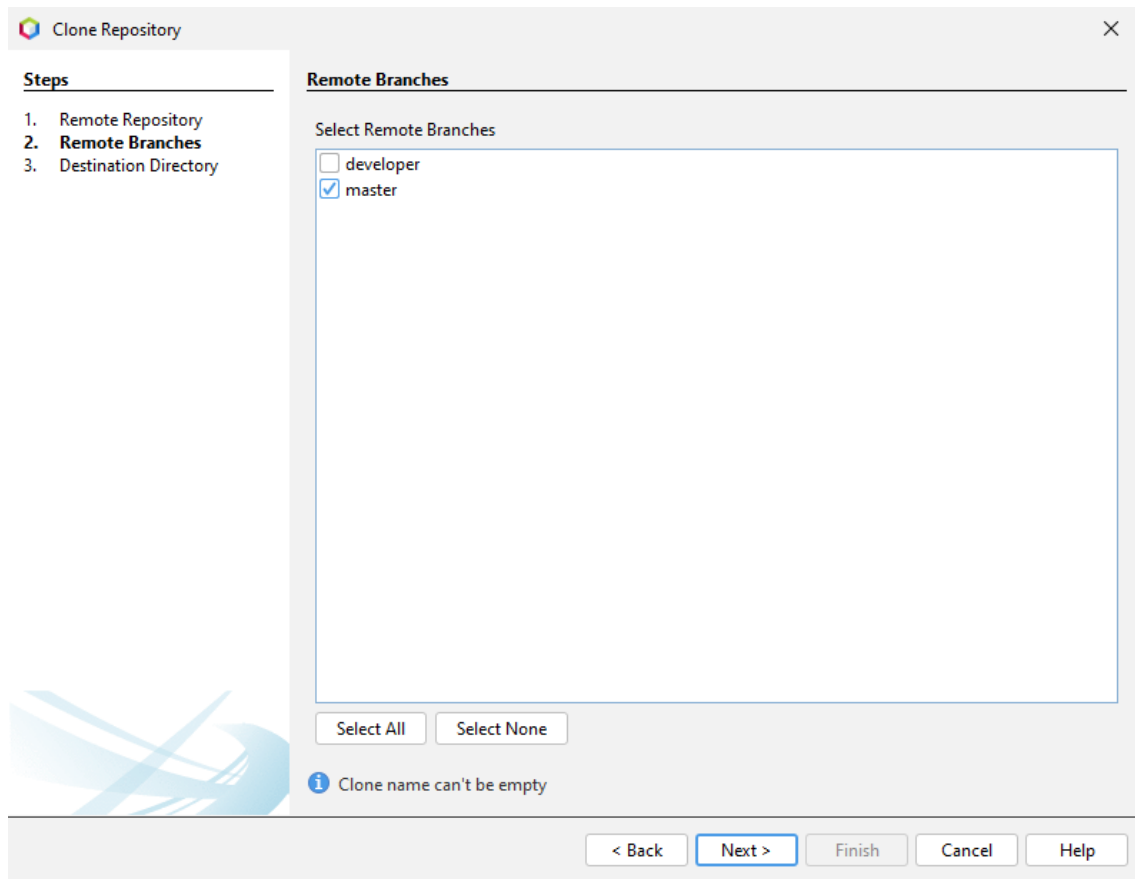 Clone Repository
Steps
1. Remote Repository
2. Remote Branches
3. Destination Directory
Remote Branches
Select Remote Branches
developer
master
Select All
Select None
Clone name can't be empty
< Back
Next >
Finish
Cancel
Help